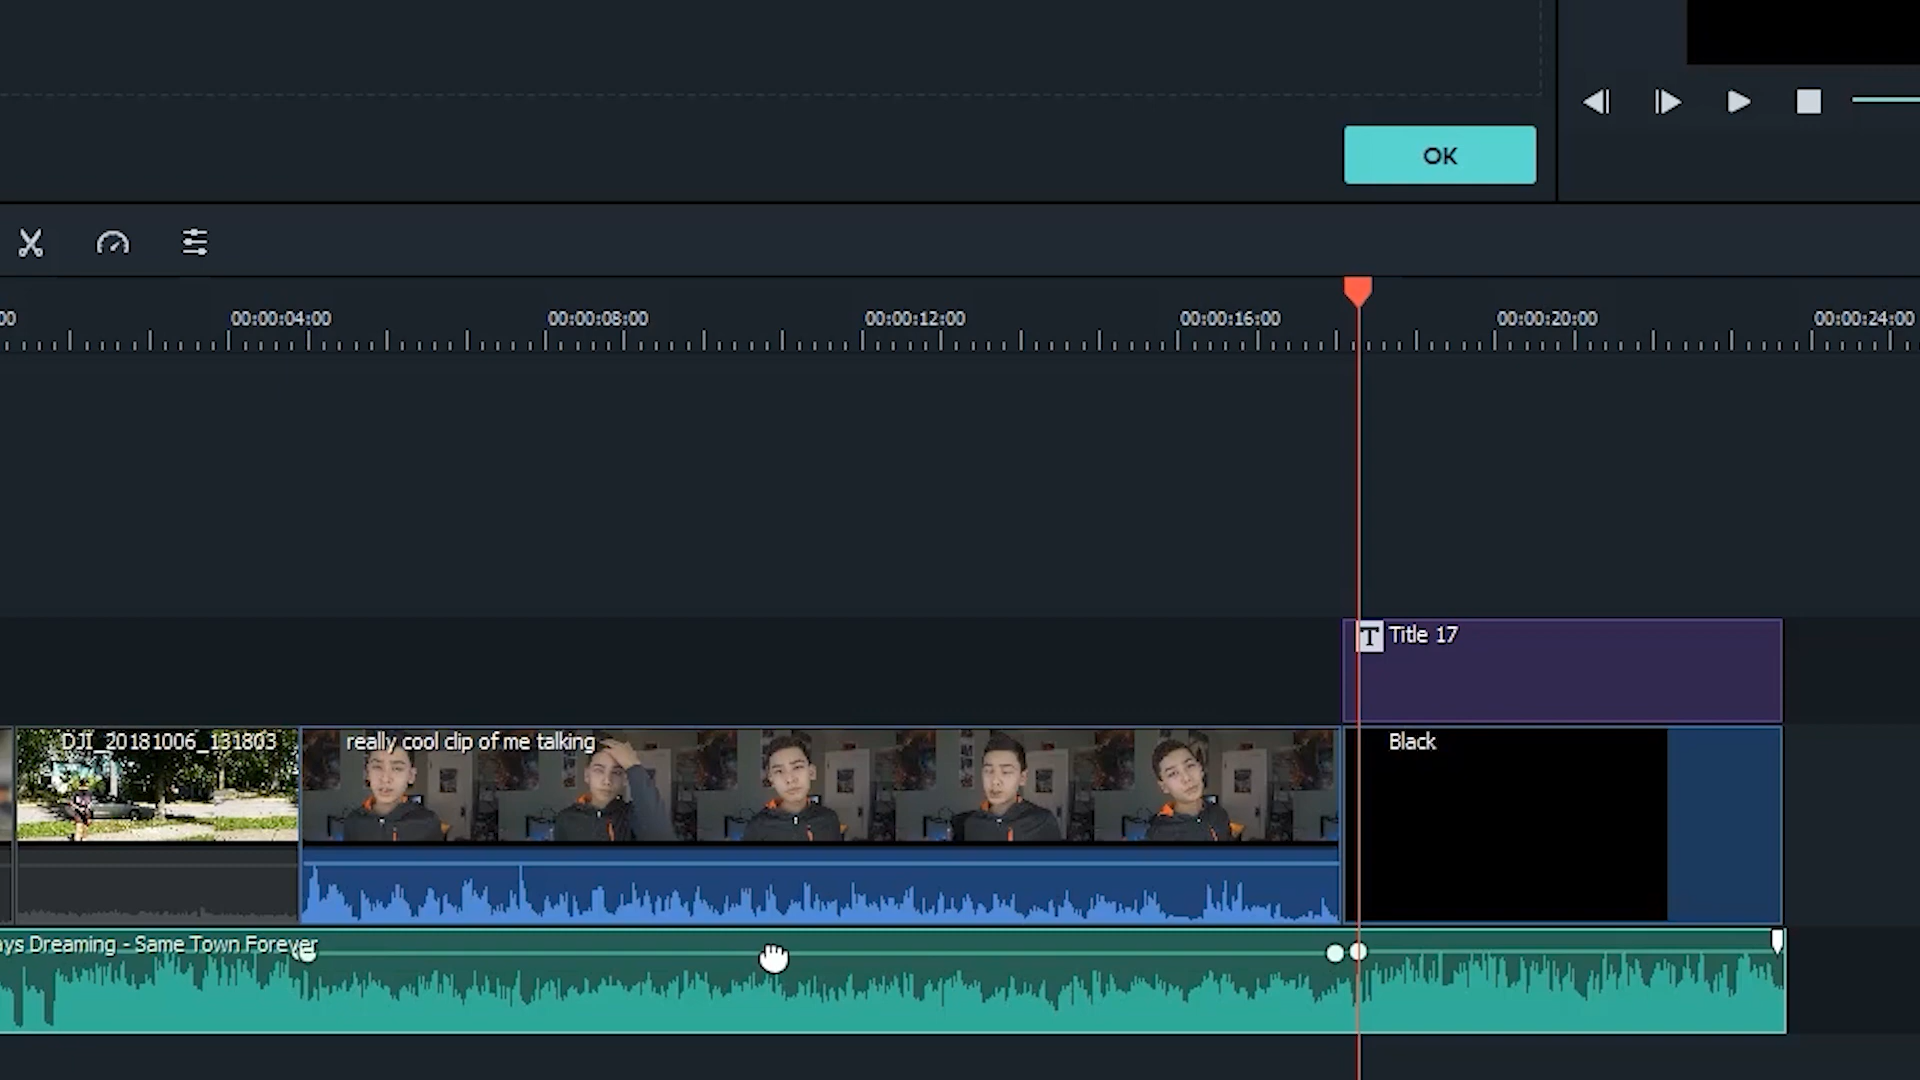 OK
00:00:04:00
00:00:08:00
00:00:12:00
00:00:16:00
00:00:20:00
00:00:24:00
T Title 17
DJI_20181006_131803
really cool clip of me talking
Black
Dreaming - Same Town Forever